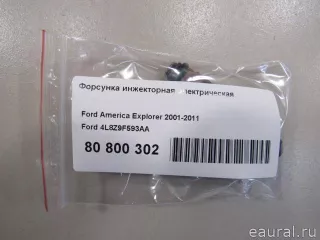 Форсунка инжекторная электрическая
Ford America Explorer 2001-2011
Ford 4L8Z9F593AA
80 800 302
eaural.ru